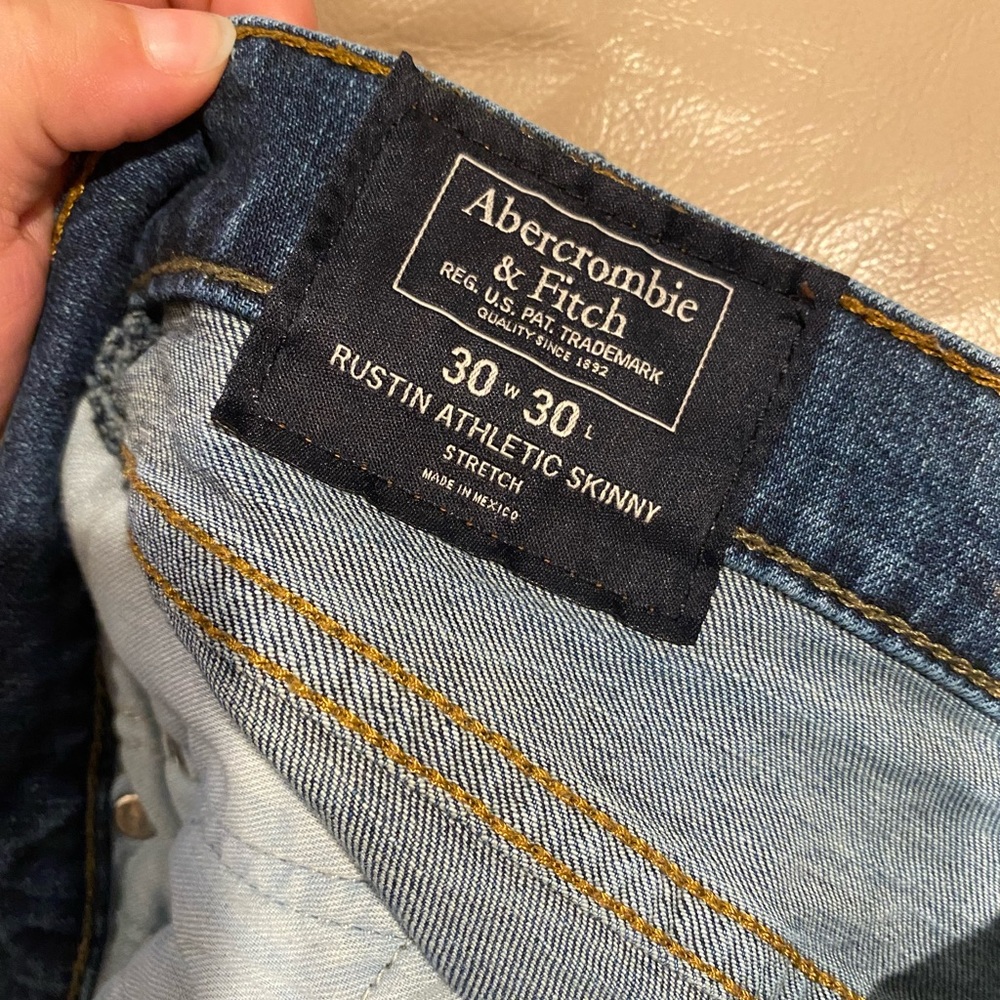 Abercrombie
& Fitch
REG. U.S. PAT. TRADEMARK
QUALITY·SINCE 1892
30 W 30 L
RUSTIN ATHLETIC SKINNY
STRETCH
MADE IN MEXICO